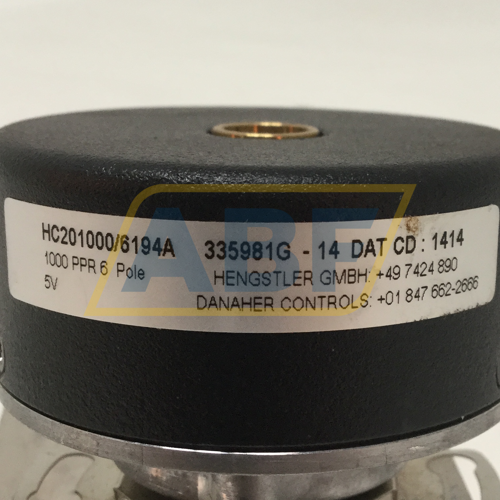 HC201000/6194A 335981G - 14 DAT CD : 1414
1000 PPR 6 Pole HENGSTLER GMBH: +49 7424 890
5V DANAHER CONTROLS: +01 847 662-2666
ARF